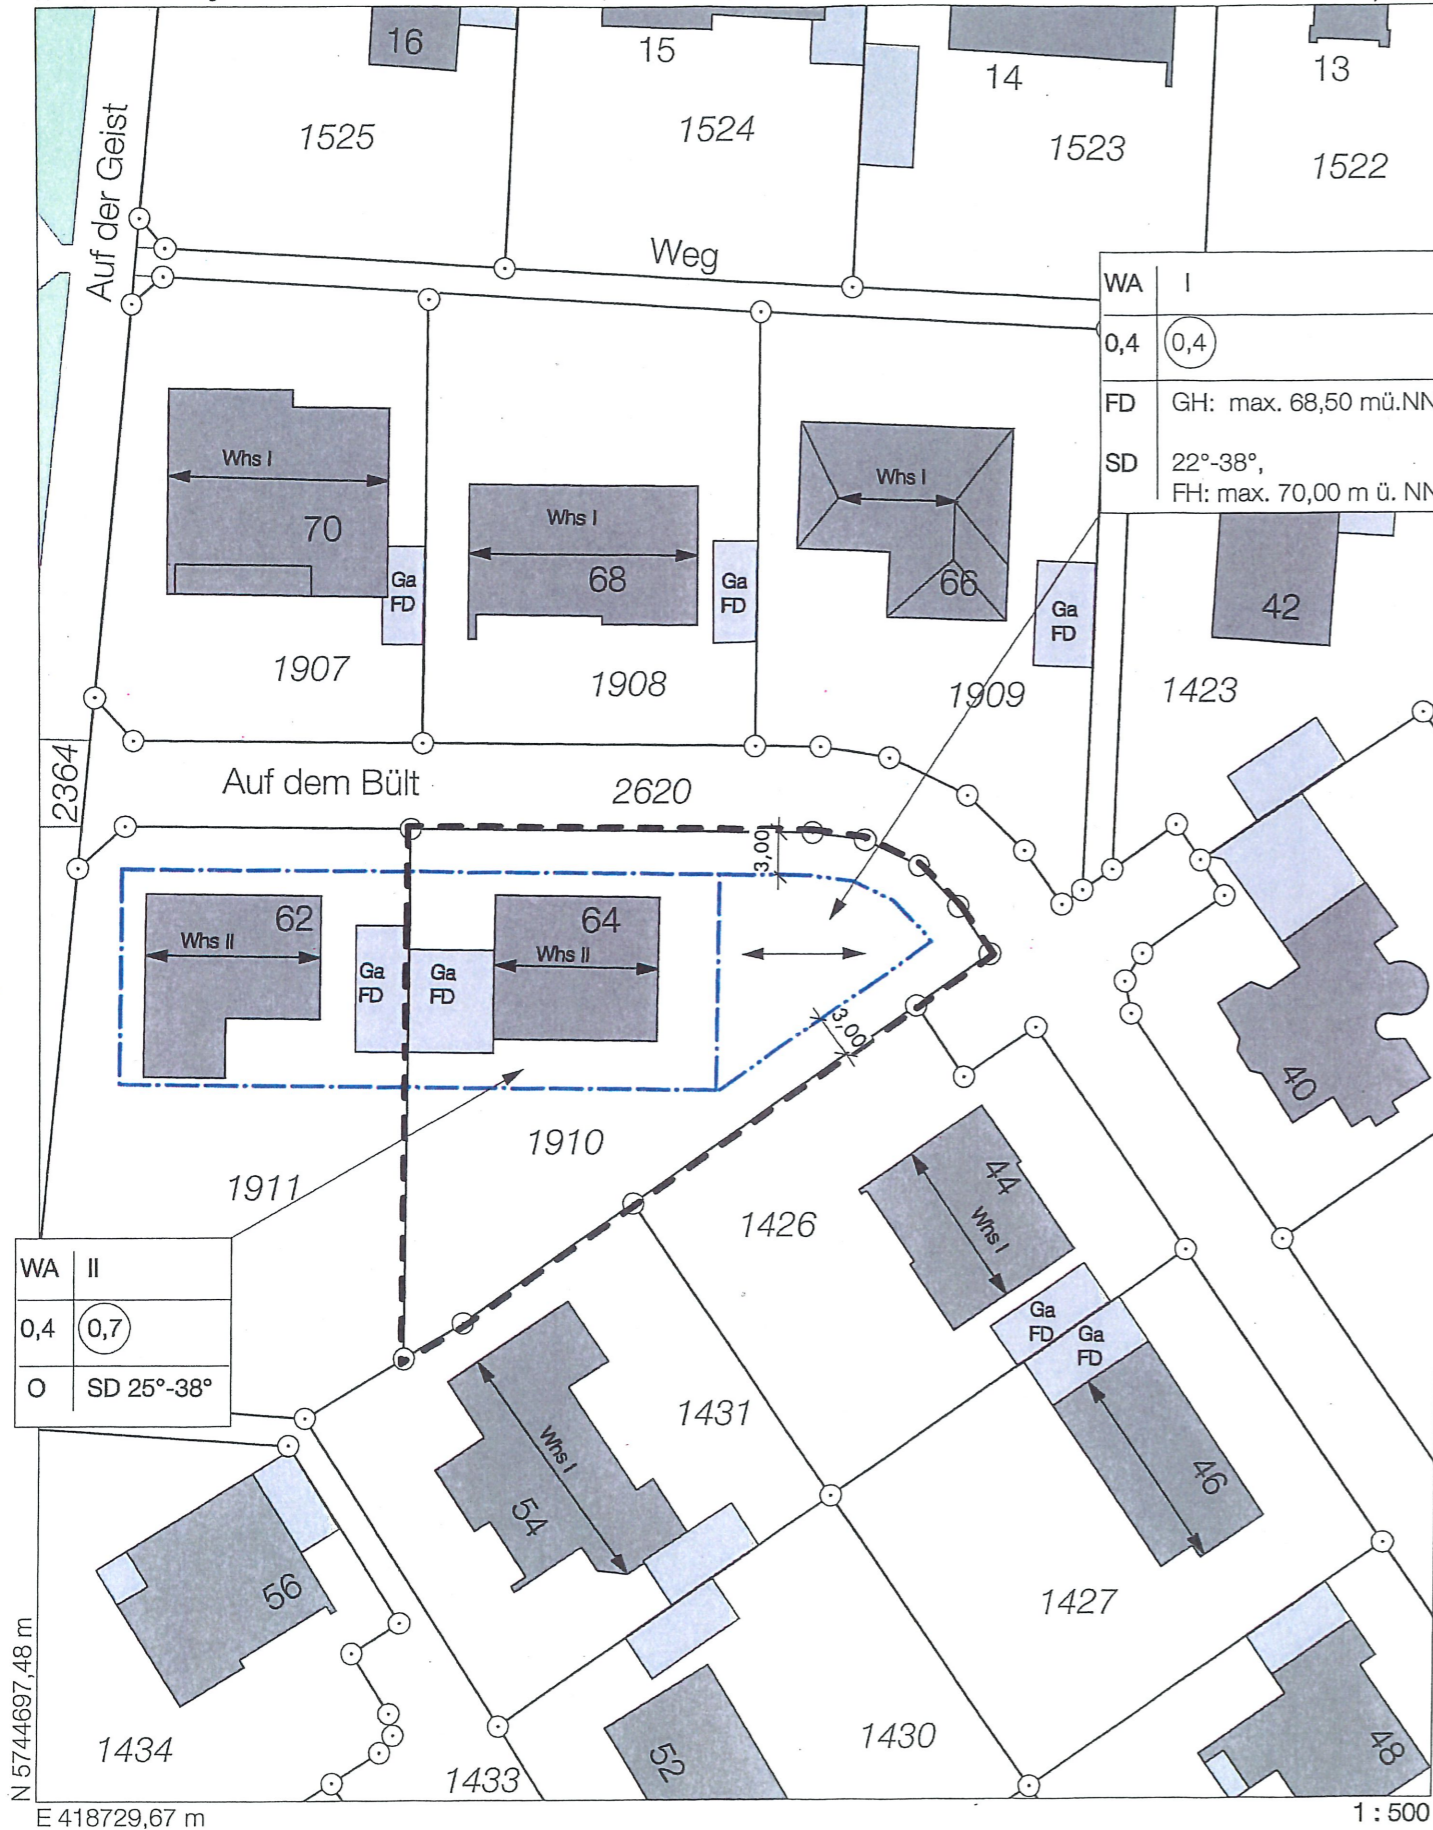 16
15
14
13
1525
1524
1523
1522
Auf der Geist
Weg
WA I
0,4 0,4
FD GH: max. 68,50 mü.NN
SD 22°-38°,
FH: max. 70,00 m ü. NN
Whs I
70
Ga
FD
Whs I
68
Ga
FD
Whs I
66
Ga
FD
42
1907
1908
1909
1423
2364
Auf dem Bült
2620
3,00
62
Whs II
Ga
FD
Ga
FD
64
Whs II
3,00
40
1910
1911
1426
44
Whs I
WA II
0,4 0,7
O SD 25°-38°
Ga
FD
Ga
FD
1431
Whs I
54
46
56
1427
N 5744697,48 m
1434
1433
52
1430
48
E 418729,67 m
1 : 500